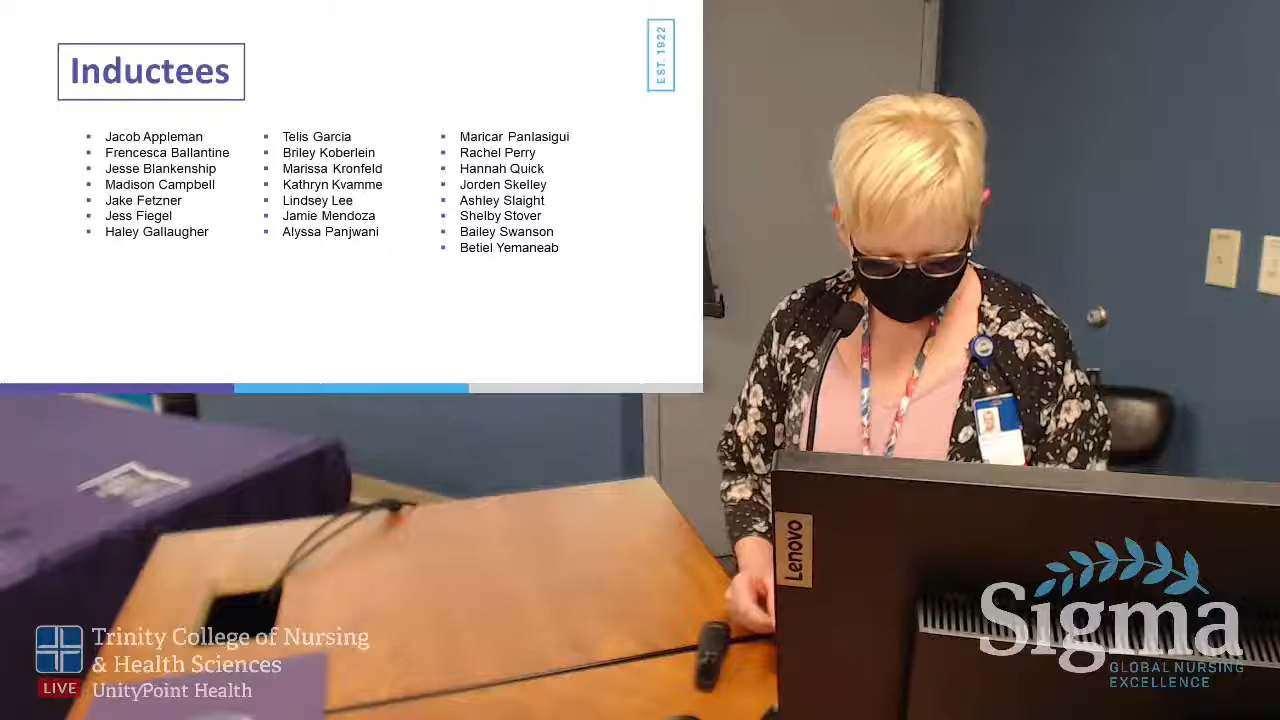 Inductees
EST. 1922
Jacob Appleman
Frencesca Ballantine
Jesse Blankenship
Madison Campbell
Jake Fetzner
Jess Fiegel
Haley Gallaugher
Telis Garcia
Briley Koberlein
Marissa Kronfeld
Kathryn Kvamme
Lindsey Lee
Jamie Mendoza
Alyssa Panjwani
Maricar Panlasigui
Rachel Perry
Hannah Quick
Jorden Skelley
Ashley Slaight
Shelby Stover
Bailey Swanson
Betiel Yemaneab
Lenovo
Trinity College of Nursing
& Health Sciences
LIVE
UnityPoint Health
Sigma
GLOBAL NURSING
EXCELLENCE